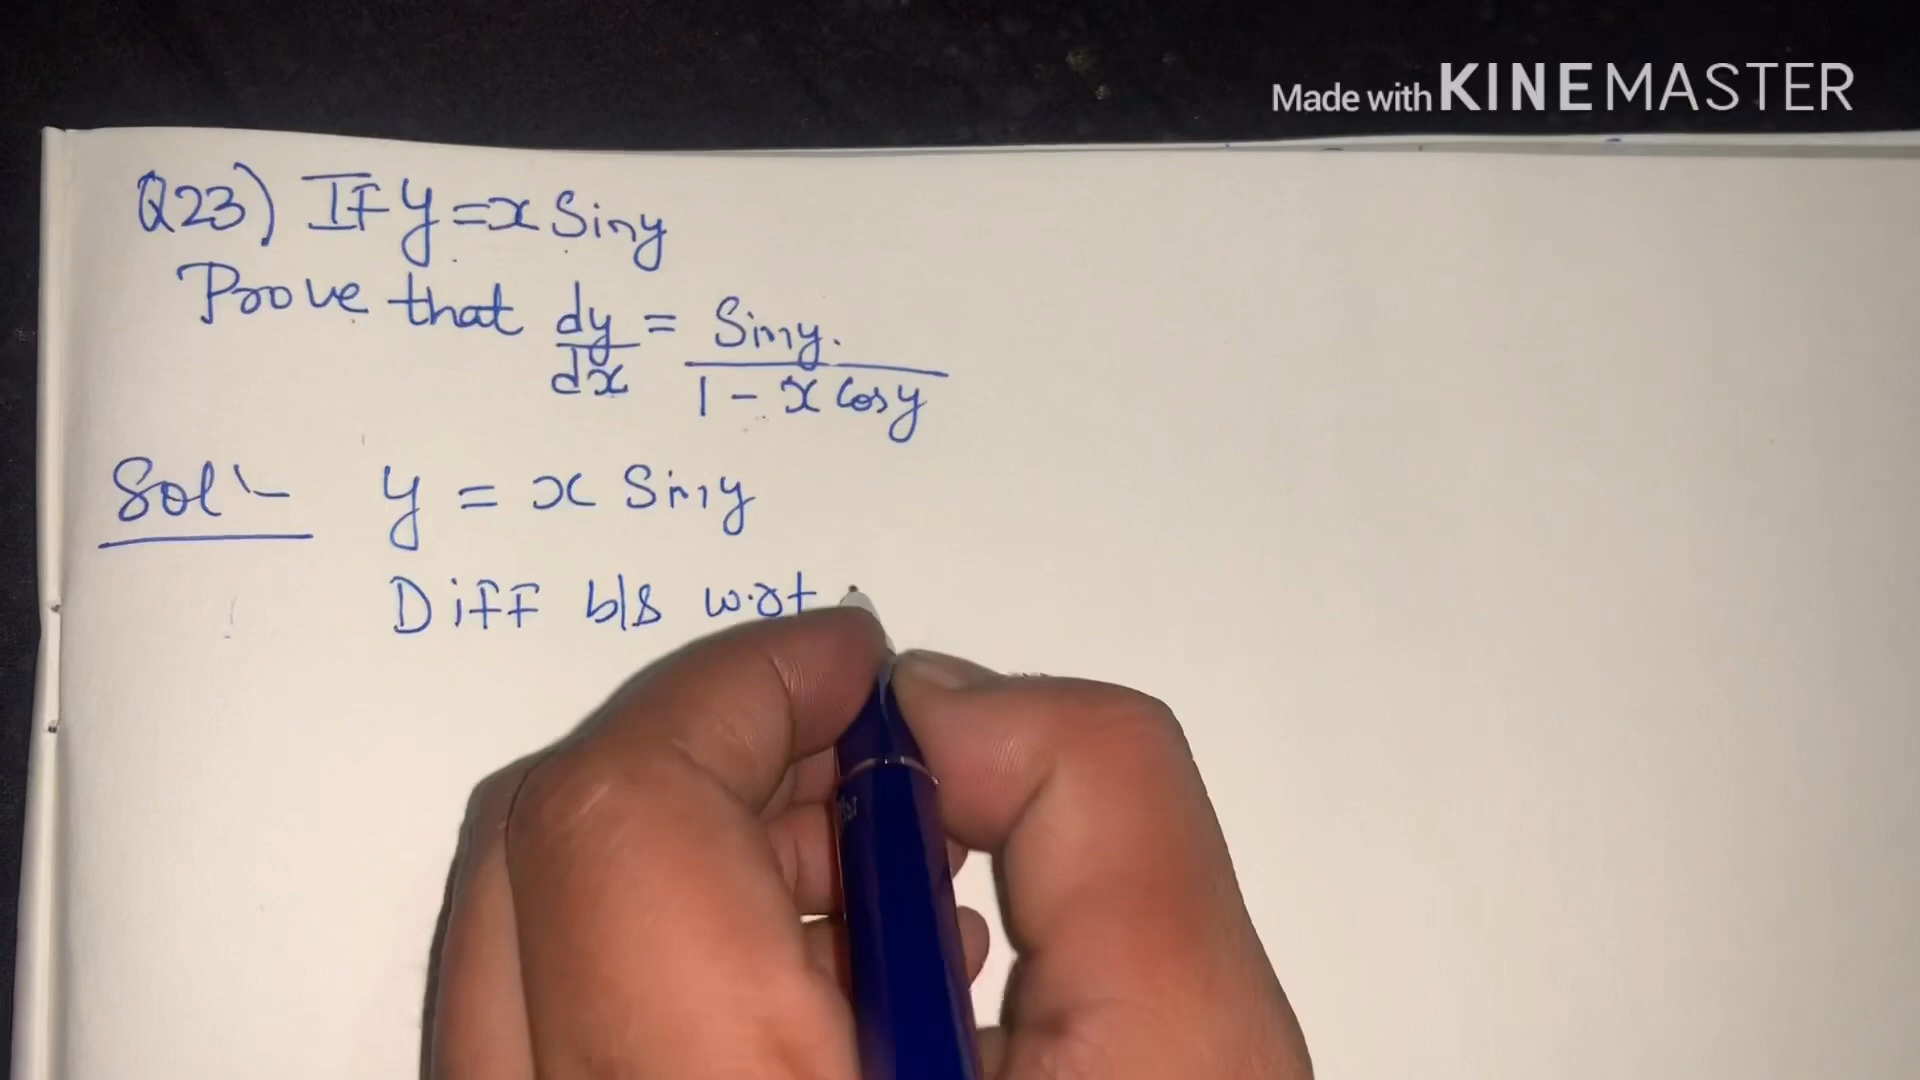 Made with KINEMASTER
Q23) If y = x Siny
Prove that dy/dx = Siny. / 1 - x Cosy
Sol:- y = x Siny
Diff b/s w.r.t